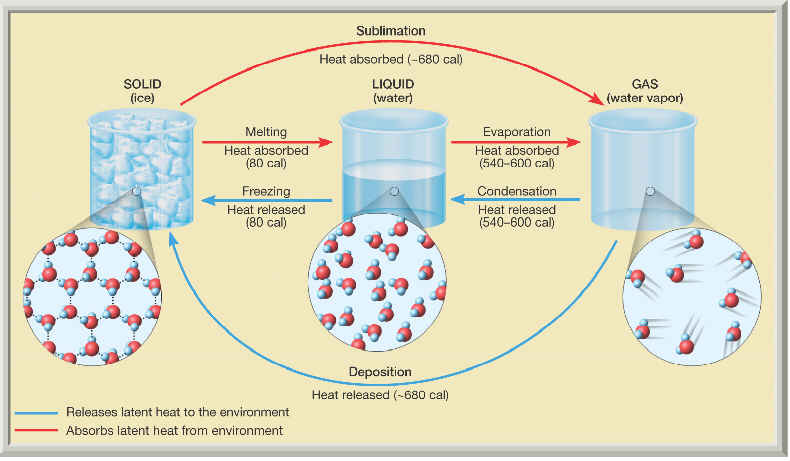 Sublimation
Heat absorbed (~680 cal)
SOLID
(ice)
LIQUID
(water)
GAS
(water vapor)
Melting
Heat absorbed
(80 cal)
Evaporation
Heat absorbed
(540–600 cal)
Freezing
Heat released
(80 cal)
Condensation
Heat released
(540–600 cal)
Deposition
Heat released (~680 cal)
Releases latent heat to the environment
Absorbs latent heat from environment